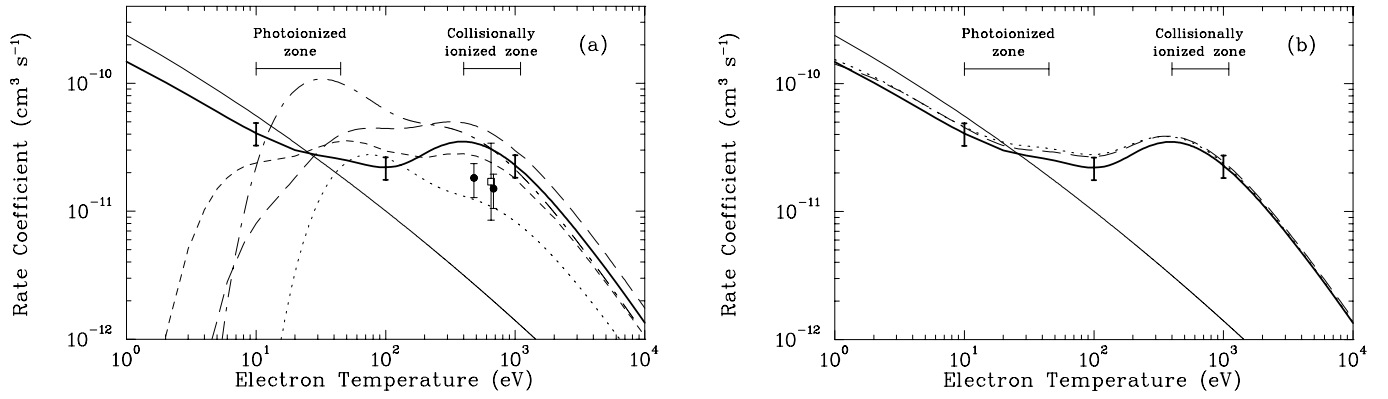 Photoionized
zone
Collisionally
ionized zone
(a)
Rate Coefficient (cm³ s⁻¹)
10⁻¹⁰
10⁻¹¹
10⁻¹²
10⁰ 10¹ 10² 10³ 10⁴
Electron Temperature (eV)
Photoionized
zone
Collisionally
ionized zone
(b)
Rate Coefficient (cm³ s⁻¹)
10⁻¹⁰
10⁻¹¹
10⁻¹²
10⁰ 10¹ 10² 10³ 10⁴
Electron Temperature (eV)